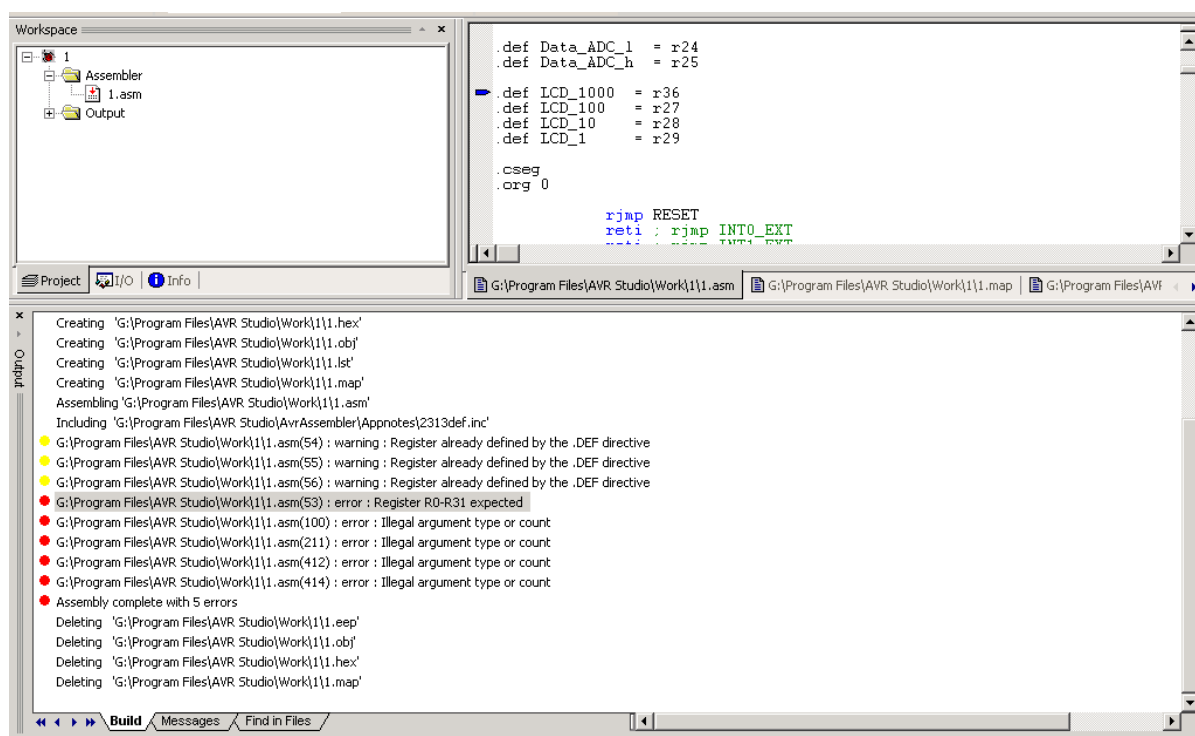 Workspace
1
Assembler
1.asm
Output
Project I/O Info
.def Data_ADC_l = r24
.def Data_ADC_h = r25
.def LCD_1000 = r36
.def LCD_100 = r27
.def LCD_10 = r28
.def LCD_1 = r29
.cseg
.org 0
rjmp RESET
reti ; rjmp INT0_EXT
G:\Program Files\AVR Studio\Work\1\1.asm G:\Program Files\AVR Studio\Work\1\1.map G:\Program Files\AVR
Output
Creating 'G:\Program Files\AVR Studio\Work\1\1.hex'
Creating 'G:\Program Files\AVR Studio\Work\1\1.obj'
Creating 'G:\Program Files\AVR Studio\Work\1\1.lst'
Creating 'G:\Program Files\AVR Studio\Work\1\1.map'
Assembling 'G:\Program Files\AVR Studio\Work\1\1.asm'
Including 'G:\Program Files\AVR Studio\AvrAssembler\Appnotes\2313def.inc'
G:\Program Files\AVR Studio\Work\1\1.asm(54) : warning : Register already defined by the .DEF directive
G:\Program Files\AVR Studio\Work\1\1.asm(55) : warning : Register already defined by the .DEF directive
G:\Program Files\AVR Studio\Work\1\1.asm(56) : warning : Register already defined by the .DEF directive
G:\Program Files\AVR Studio\Work\1\1.asm(53) : error : Register R0-R31 expected
G:\Program Files\AVR Studio\Work\1\1.asm(100) : error : Illegal argument type or count
G:\Program Files\AVR Studio\Work\1\1.asm(211) : error : Illegal argument type or count
G:\Program Files\AVR Studio\Work\1\1.asm(412) : error : Illegal argument type or count
G:\Program Files\AVR Studio\Work\1\1.asm(414) : error : Illegal argument type or count
Assembly complete with 5 errors
Deleting 'G:\Program Files\AVR Studio\Work\1\1.eep'
Deleting 'G:\Program Files\AVR Studio\Work\1\1.obj'
Deleting 'G:\Program Files\AVR Studio\Work\1\1.hex'
Deleting 'G:\Program Files\AVR Studio\Work\1\1.map'
Build Messages Find in Files